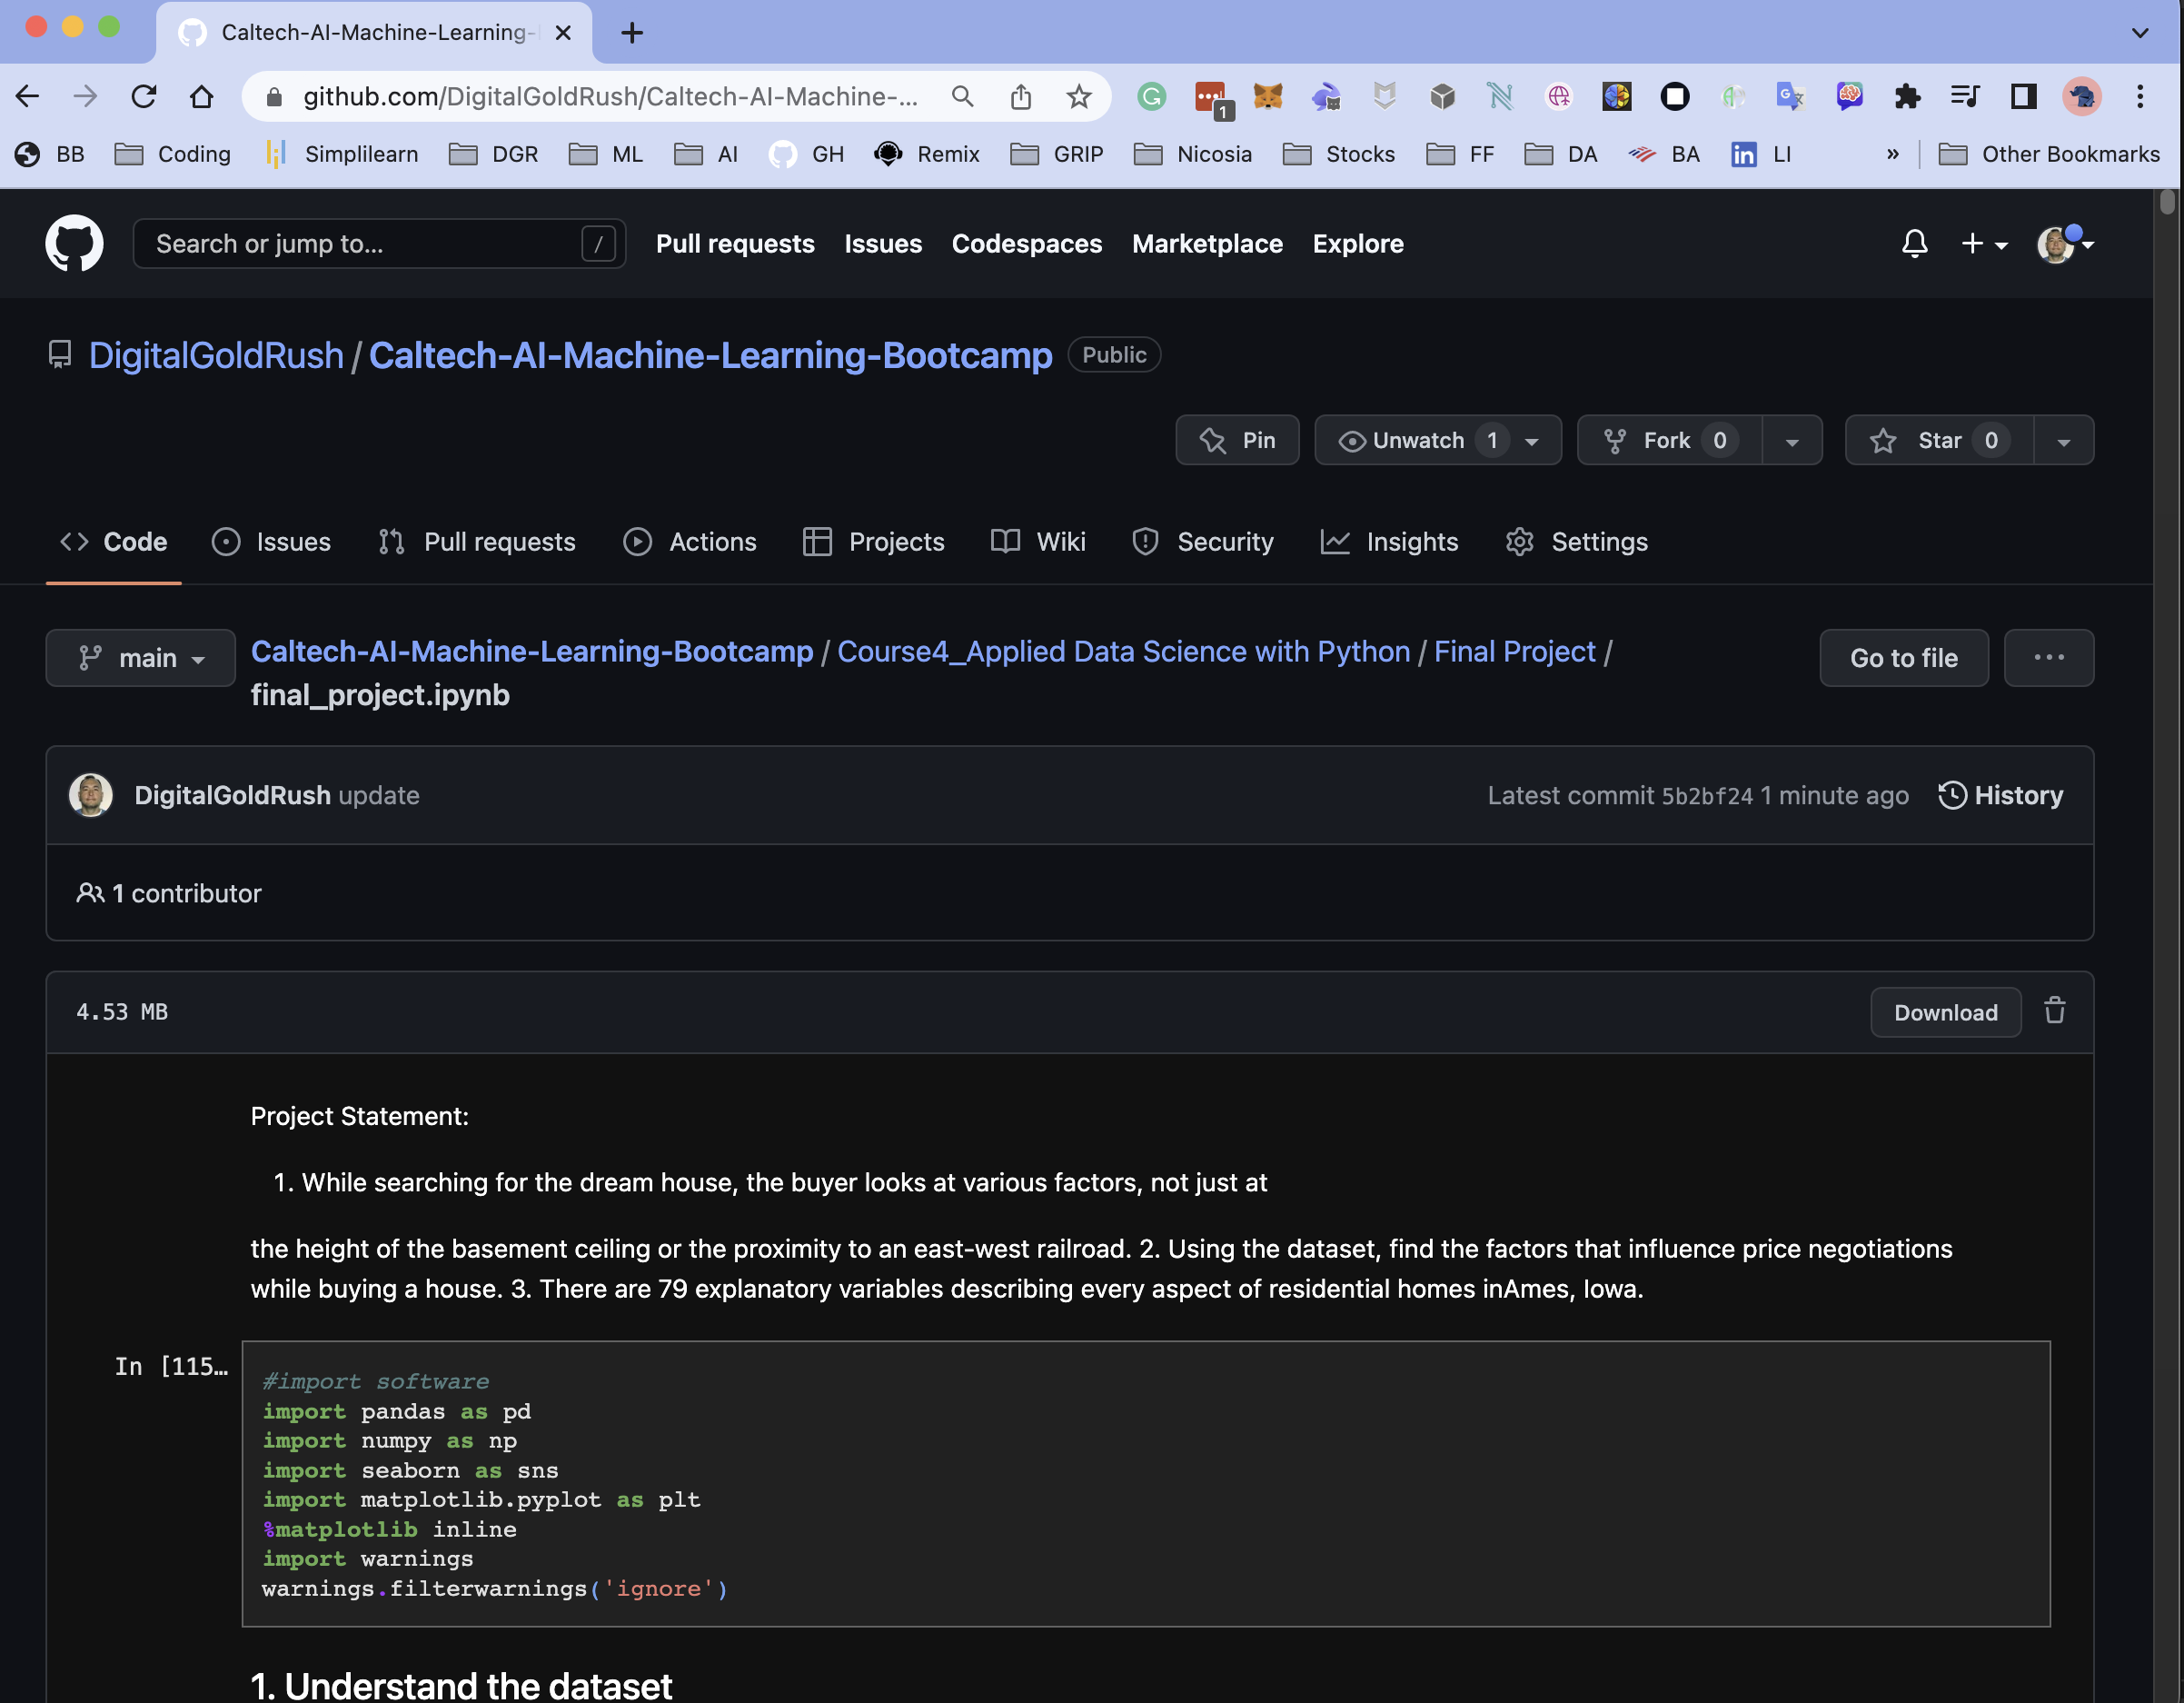 Caltech-AI-Machine-Learning-
github.com/DigitalGoldRush/Caltech-AI-Machine-...
1
BB Coding Simplilearn DGR ML AI GH Remix GRIP Nicosia Stocks FF DA BA LI » Other Bookmarks
Search or jump to... / Pull requests Issues Codespaces Marketplace Explore
DigitalGoldRush / Caltech-AI-Machine-Learning-Bootcamp Public
Pin Unwatch 1 Fork 0 Star 0
Code Issues Pull requests Actions Projects Wiki Security Insights Settings
main Caltech-AI-Machine-Learning-Bootcamp / Course4_Applied Data Science with Python / Final Project / Go to file ...
final_project.ipynb
DigitalGoldRush update Latest commit 5b2bf24 1 minute ago History
1 contributor
4.53 MB Download
Project Statement:
1. While searching for the dream house, the buyer looks at various factors, not just at
the height of the basement ceiling or the proximity to an east-west railroad. 2. Using the dataset, find the factors that influence price negotiations
while buying a house. 3. There are 79 explanatory variables describing every aspect of residential homes inAmes, Iowa.
In [115…
#import software
import pandas as pd
import numpy as np
import seaborn as sns
import matplotlib.pyplot as plt
%matplotlib inline
import warnings
warnings.filterwarnings('ignore')
1. Understand the dataset